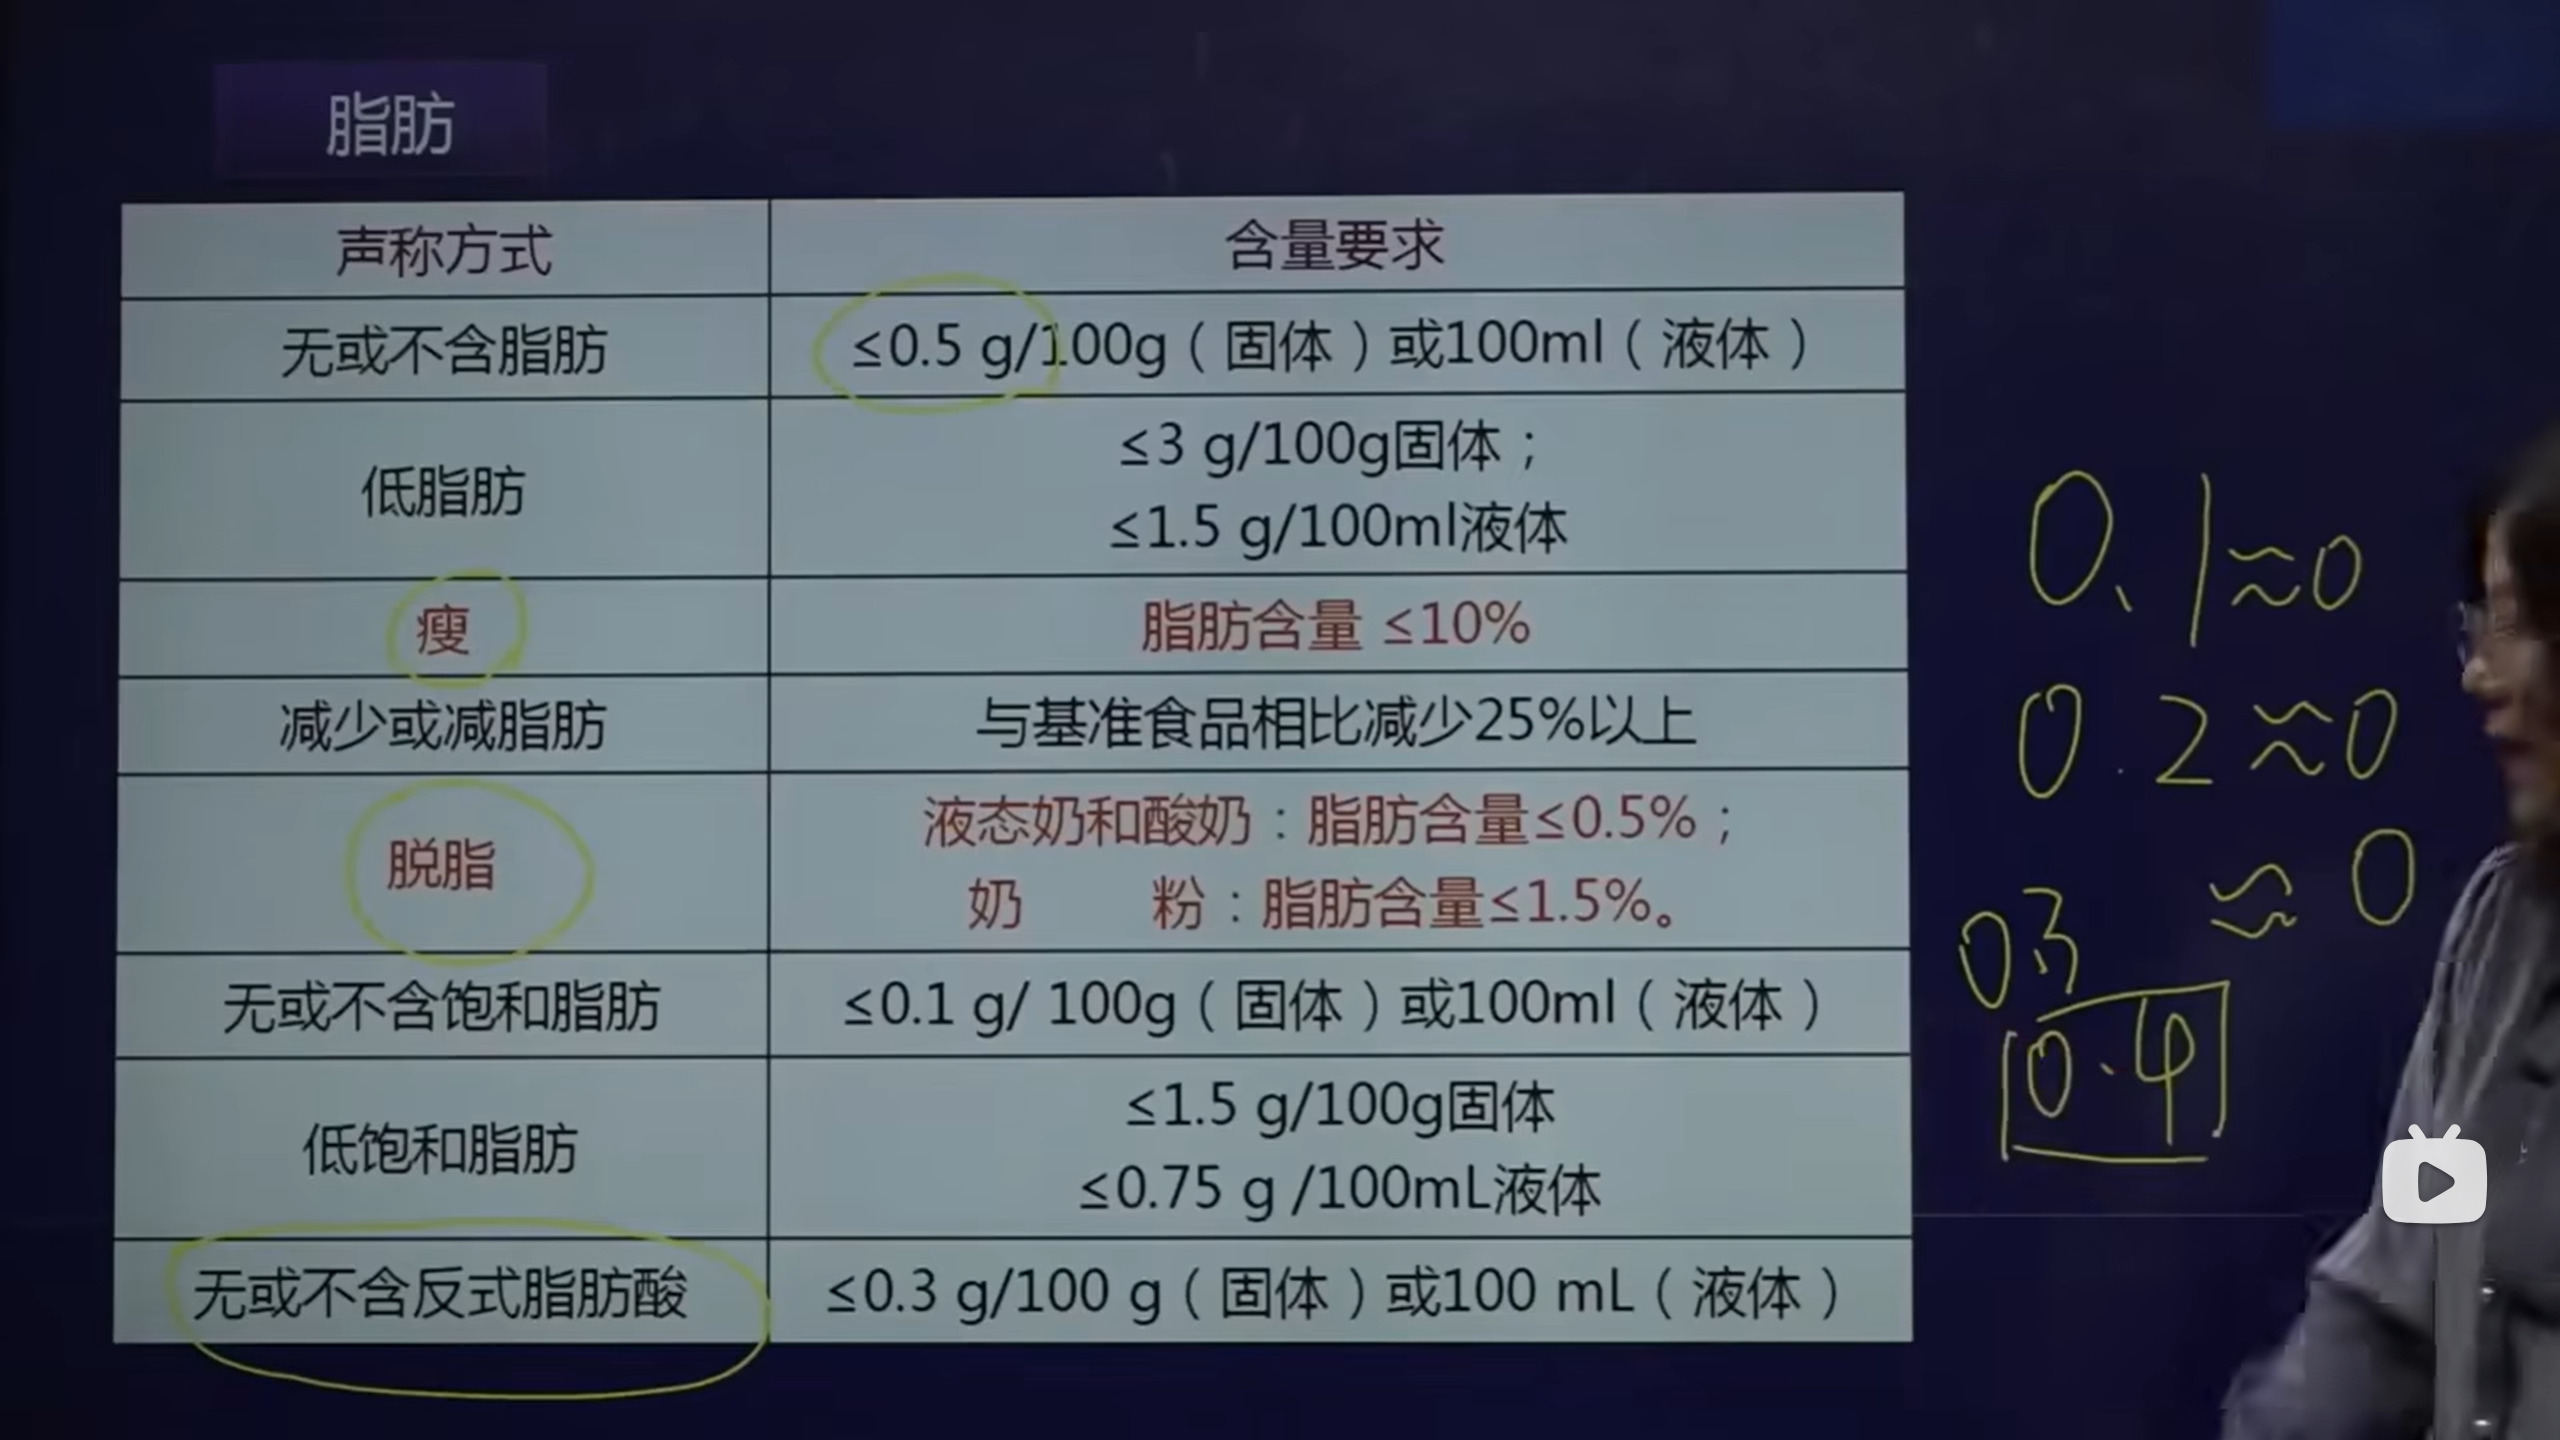 脂肪
声称方式 含量要求
无或不含脂肪 ≤0.5 g/100g（固体）或100ml（液体）
低脂肪 ≤3 g/100g固体；
≤1.5 g/100ml液体
瘦 脂肪含量 ≤10%
减少或减脂肪 与基准食品相比减少25%以上
脱脂 液态奶和酸奶：脂肪含量≤0.5%；
奶 粉：脂肪含量≤1.5%。
无或不含饱和脂肪 ≤0.1 g/ 100g（固体）或100ml（液体）
低饱和脂肪 ≤1.5 g/100g固体
≤0.75 g /100mL液体
无或不含反式脂肪酸 ≤0.3 g/100 g（固体）或100 mL（液体）
0.1≈0
0.2≈0
0.3 ≈0
0.4